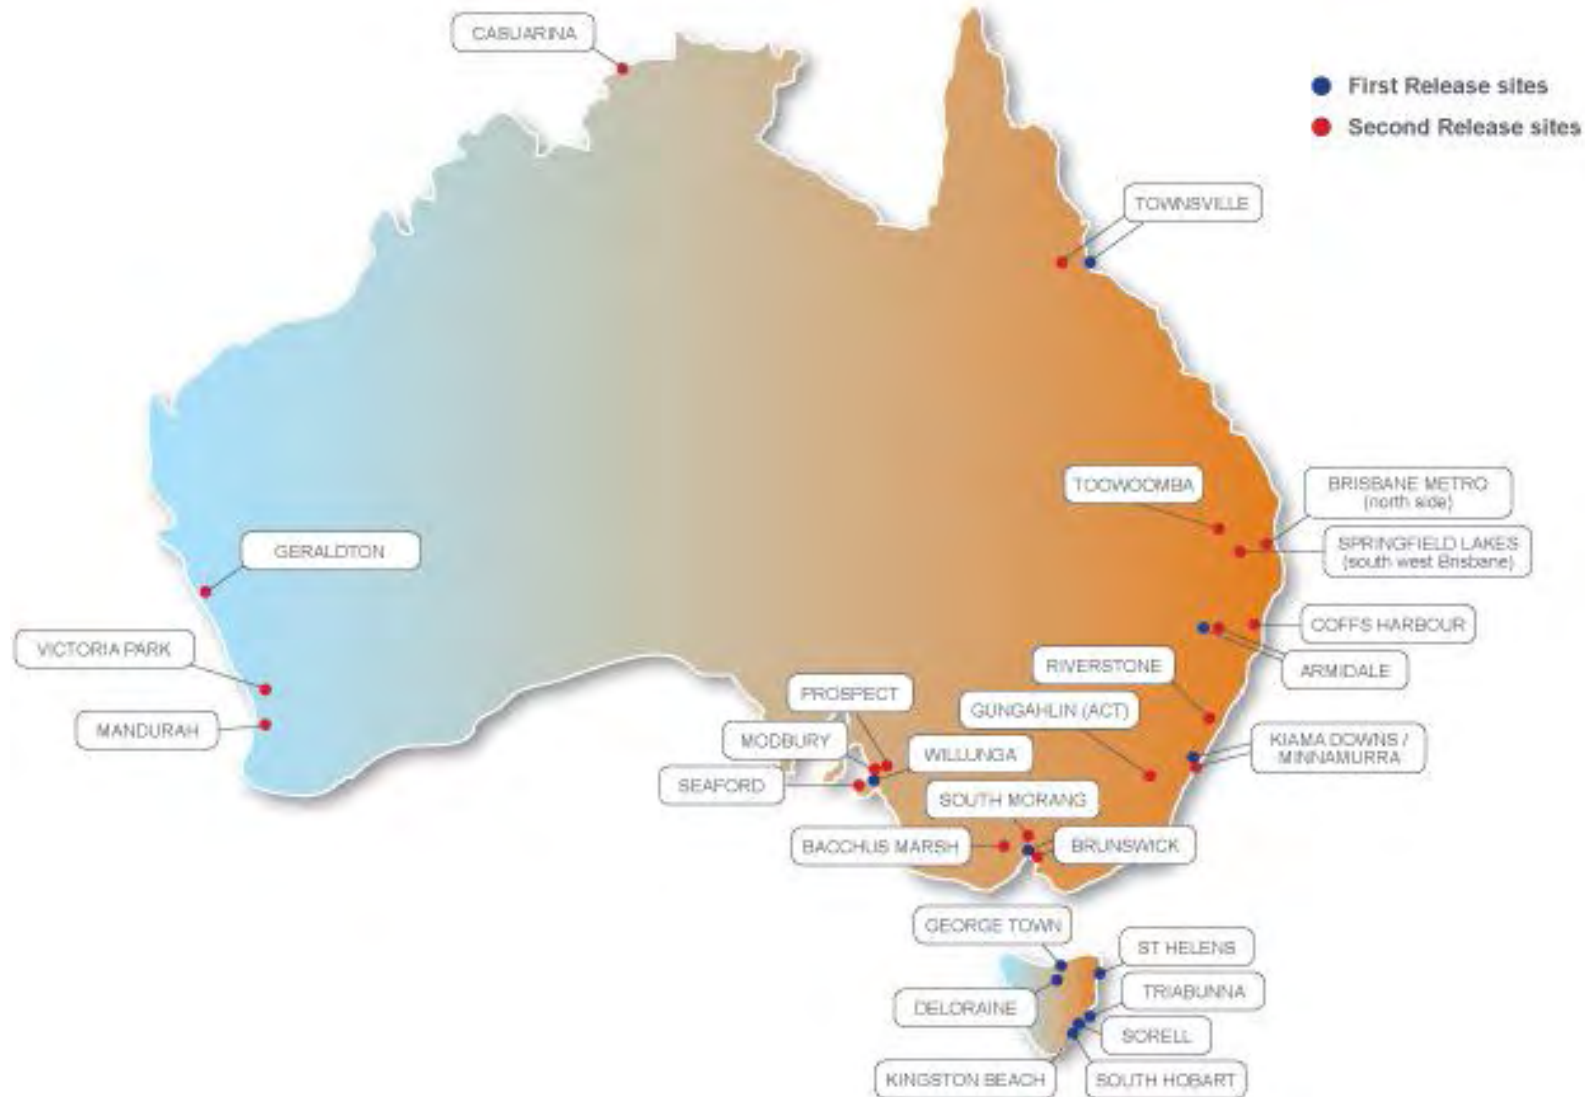 CASUARINA
First Release sites
Second Release sites
TOWNSVILLE
TOOWOOMBA
BRISBANE METRO
(north side)
SPRINGFIELD LAKES
(south west Brisbane)
GERALDTON
COFFS HARBOUR
VICTORIA PARK
ARMIDALE
RIVERSTONE
PROSPECT
GUNGAHLIN (ACT)
MANDURAH
MODBURY
WILLUNGA
KIAMA DOWNS /
MINNAMURRA
SEAFORD
SOUTH MORANG
BACCHUS MARSH
BRUNSWICK
GEORGE TOWN
ST HELENS
DELORAINE
TRIABUNNA
SORELL
KINGSTON BEACH
SOUTH HOBART